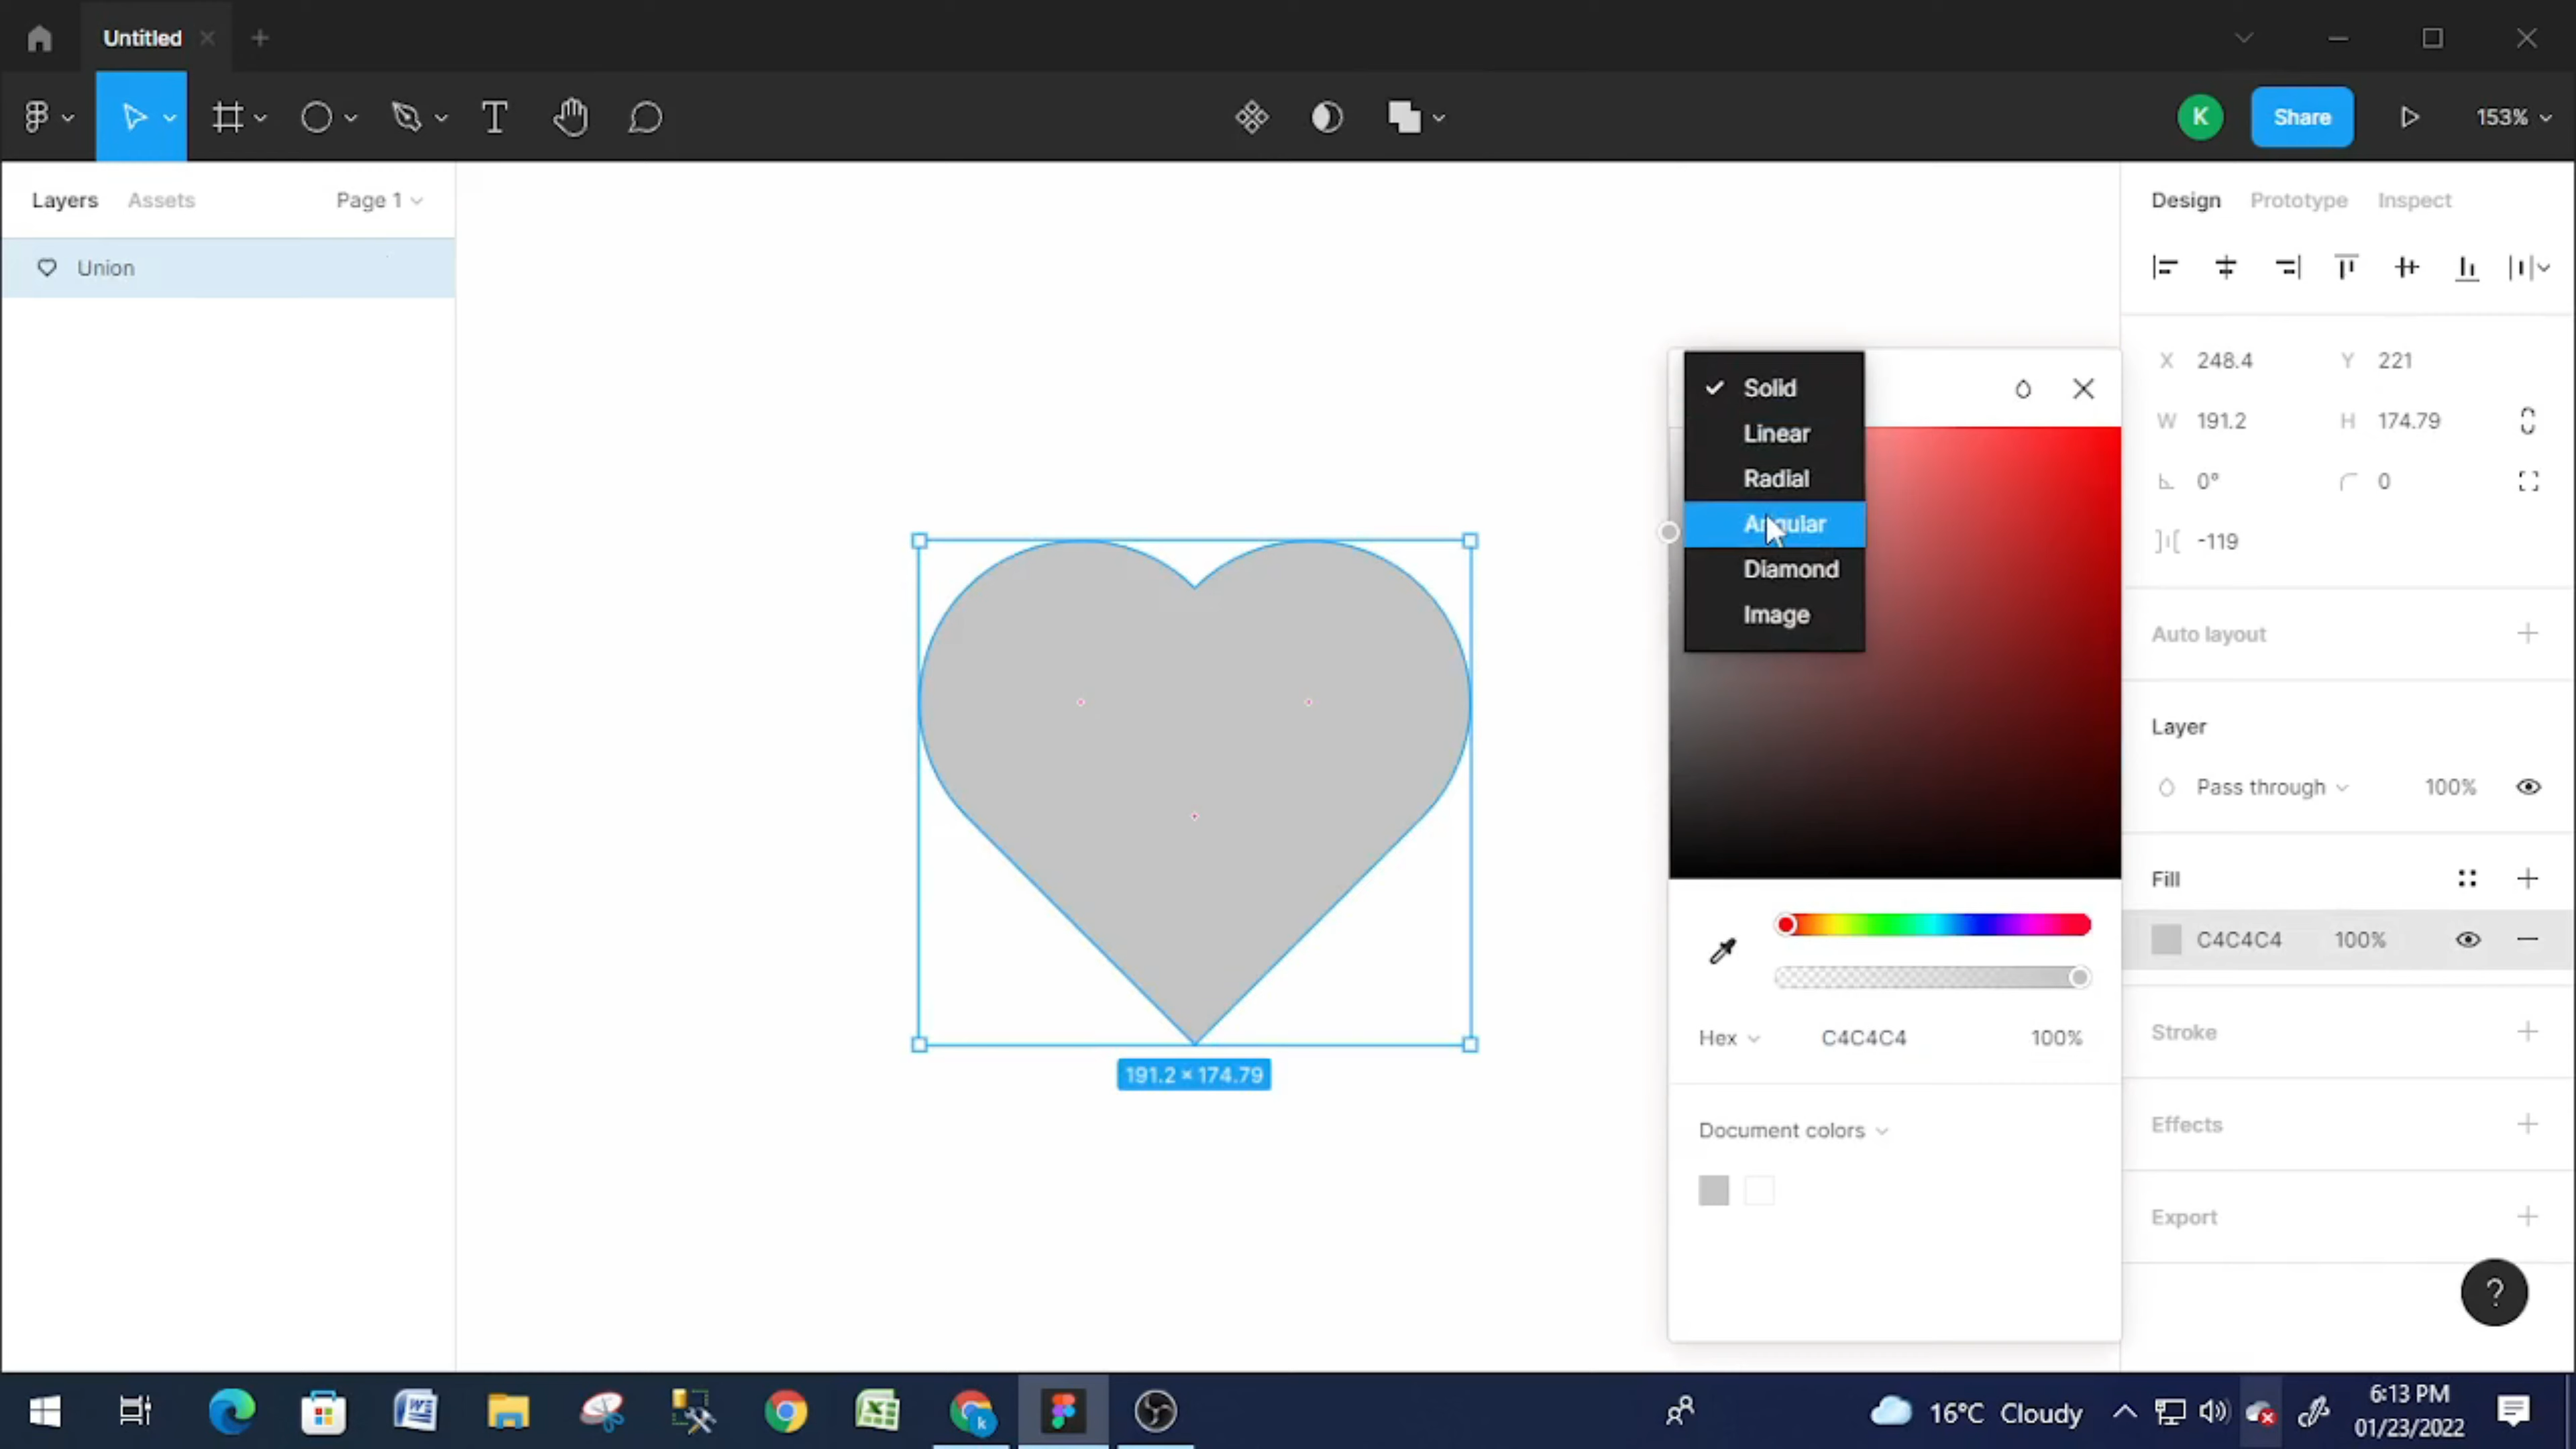 Untitled
T
K
Share
153%
Layers
Assets
Page 1
Design
Prototype
Inspect
Union
X 248.4
Y 221
W 191.2
H 174.79
0°
0
-119
Solid
Linear
Radial
Angular
Diamond
Image
Auto layout
Layer
Pass through
100%
Fill
C4C4C4
100%
Hex
C4C4C4
100%
Stroke
191.2 × 174.79
Document colors
Effects
Export
?
W
X
k
16°C Cloudy
6:13 PM
01/23/2022